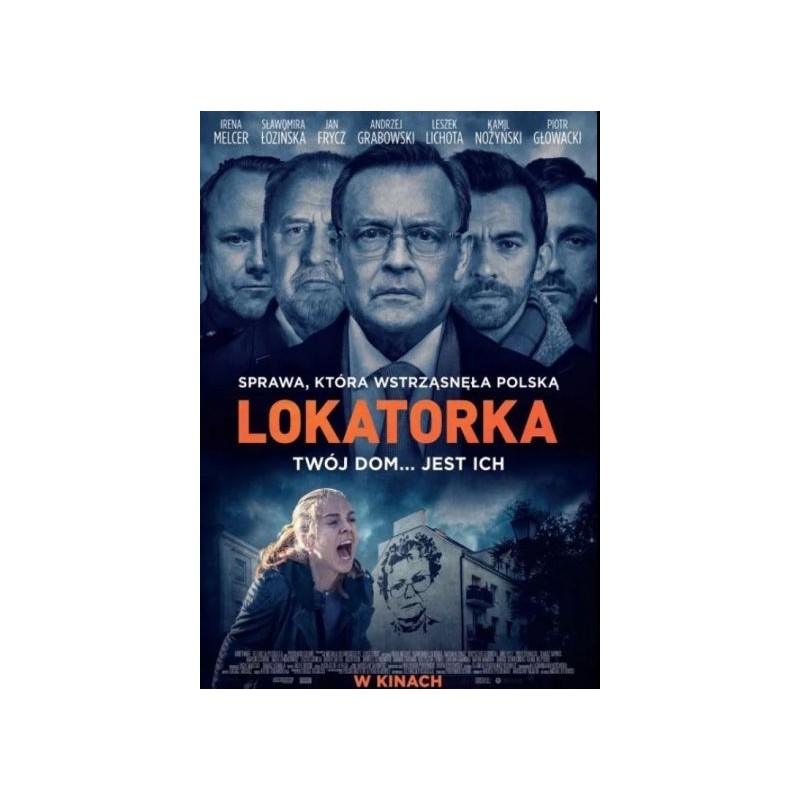 IRENA SŁAWOMIRA JAN ANDRZEJ LESZEK KAMIL PIOTR
MELCER ŁOZIŃSKA FRYCZ GRABOWSKI LICHOTA NOŻYŃSKI GŁOWACKI
SPRAWA, KTÓRA WSTRZĄSNĘŁA POLSKĄ
LOKATORKA
TWÓJ DOM... JEST ICH
W KINACH